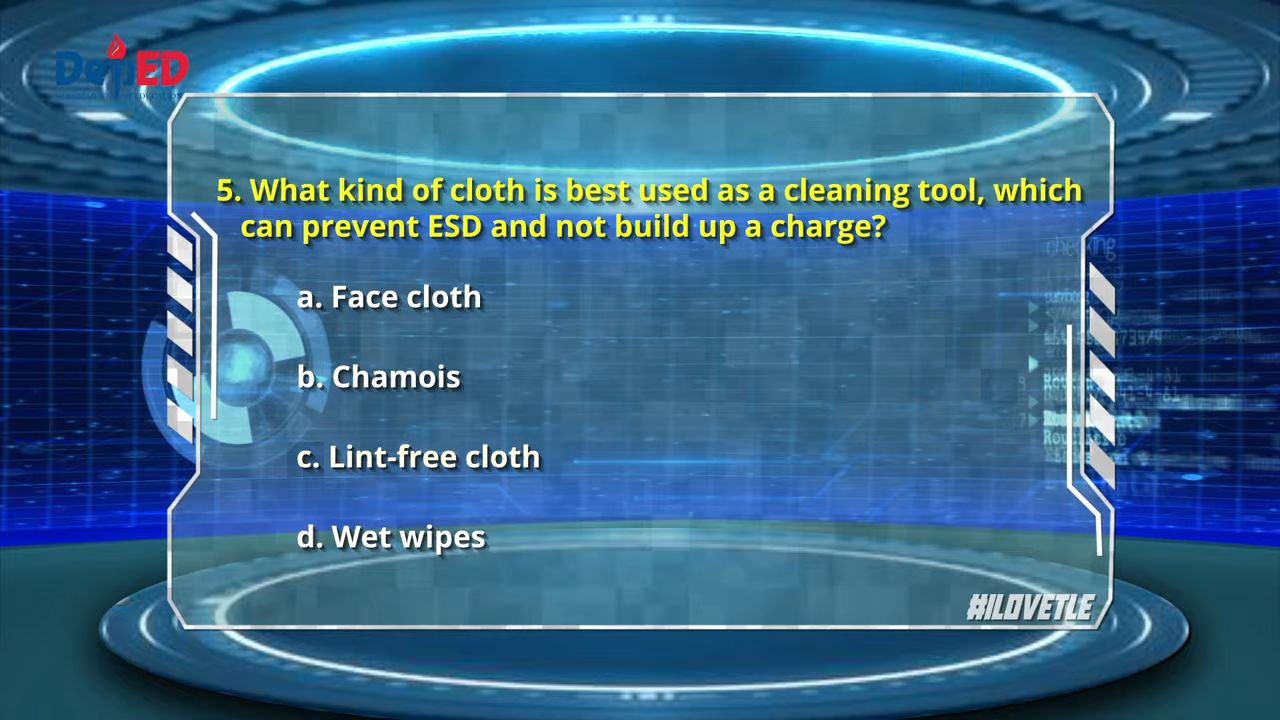 DepED
5. What kind of cloth is best used as a cleaning tool, which
can prevent ESD and not build up a charge?
a. Face cloth
b. Chamois
c. Lint-free cloth
d. Wet wipes
checking
#ILOVETLE